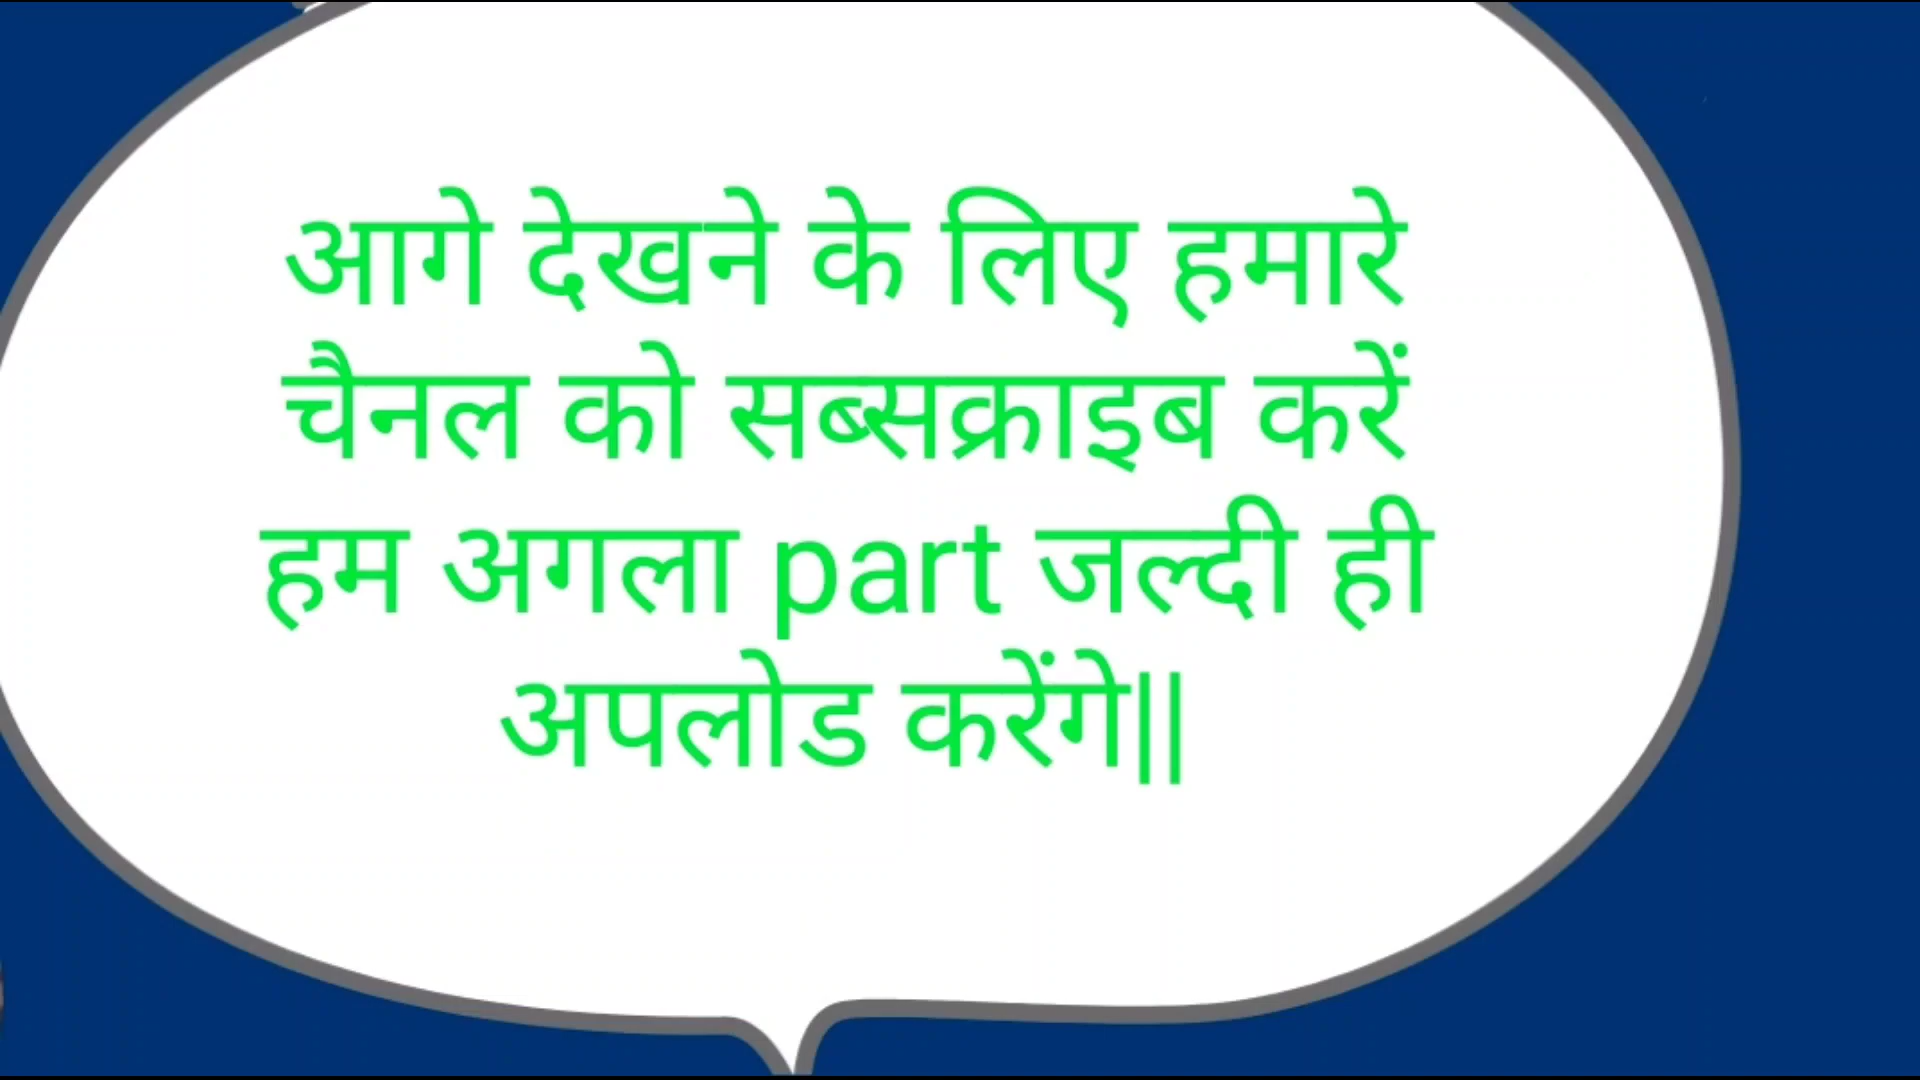 आगे देखने के लिए हमारे
चैनल को सब्सक्राइब करें
हम अगला part जल्दी ही
अपलोड करेंगे||